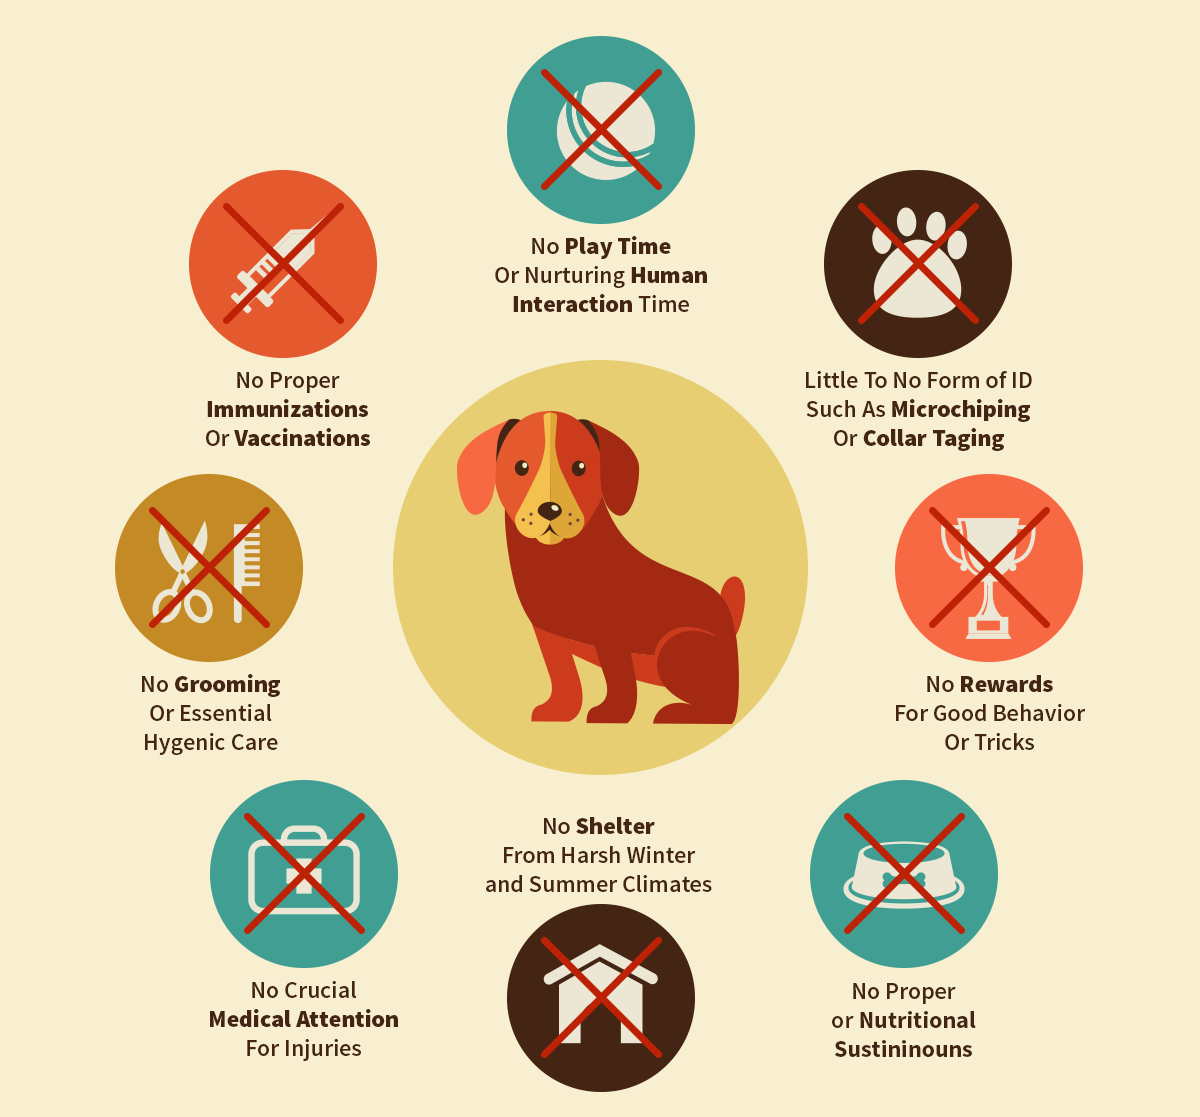 No Play Time
Or Nurturing Human
Interaction Time
No Proper
Immunizations
Or Vaccinations
Little To No Form of ID
Such As Microchiping
Or Collar Taging
No Grooming
Or Essential
Hygenic Care
No Rewards
For Good Behavior
Or Tricks
No Crucial
Medical Attention
For Injuries
No Shelter
From Harsh Winter
and Summer Climates
No Proper
or Nutritional
Sustininouns